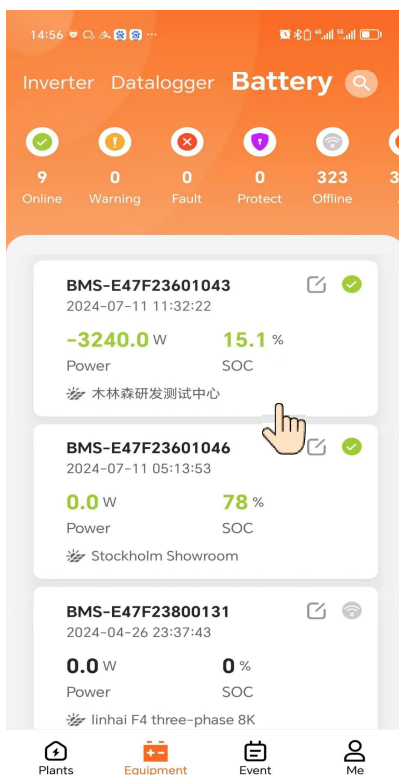 14:56
Inverter Datalogger Battery
9 0 0 0 323
Online Warning Fault Protect Offline
BMS-E47F23601043
2024-07-11 11:32:22
-3240.0 W 15.1 %
Power SOC
木林森研发测试中心
BMS-E47F23601046
2024-07-11 05:13:53
0.0 W 78 %
Power SOC
Stockholm Showroom
BMS-E47F23800131
2024-04-26 23:37:43
0.0 W 0 %
Power SOC
linhai F4 three-phase 8K
Plants Equipment Event Me